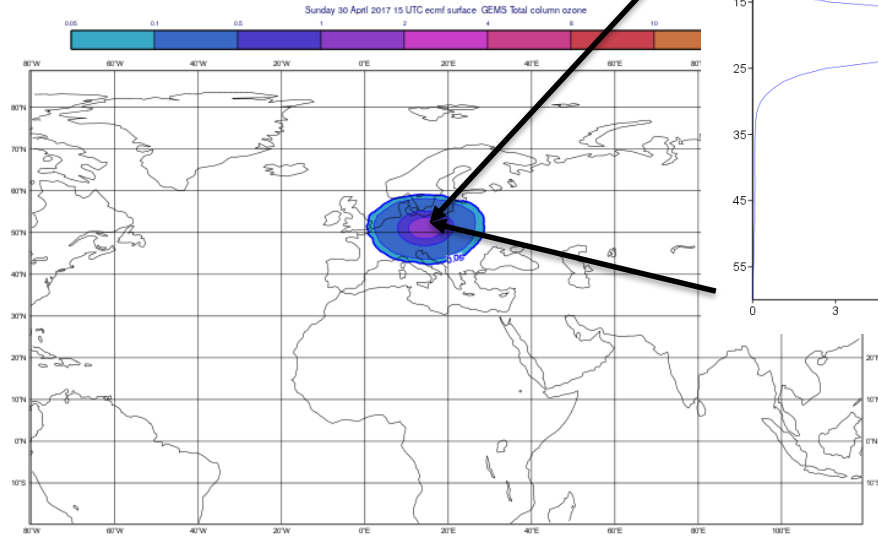 Sunday 30 April 2017 15 UTC ecmf surface GEMS Total column ozone
0.05 0.1 0.5 1 2 4 8 10
80°W 60°W 40°W 20°W 0°E 20°E 40°E 60°E 80°
80°N
70°N
60°N
50°N
40°N
30°N
20°N 20°N
10°N 10°N
0°N 0°N
10°S 10°S
80°W 60°W 40°W 20°W 0°E 20°E 40°E 60°E 80°E 100°E
0.05
15
25
35
45
55
0 3